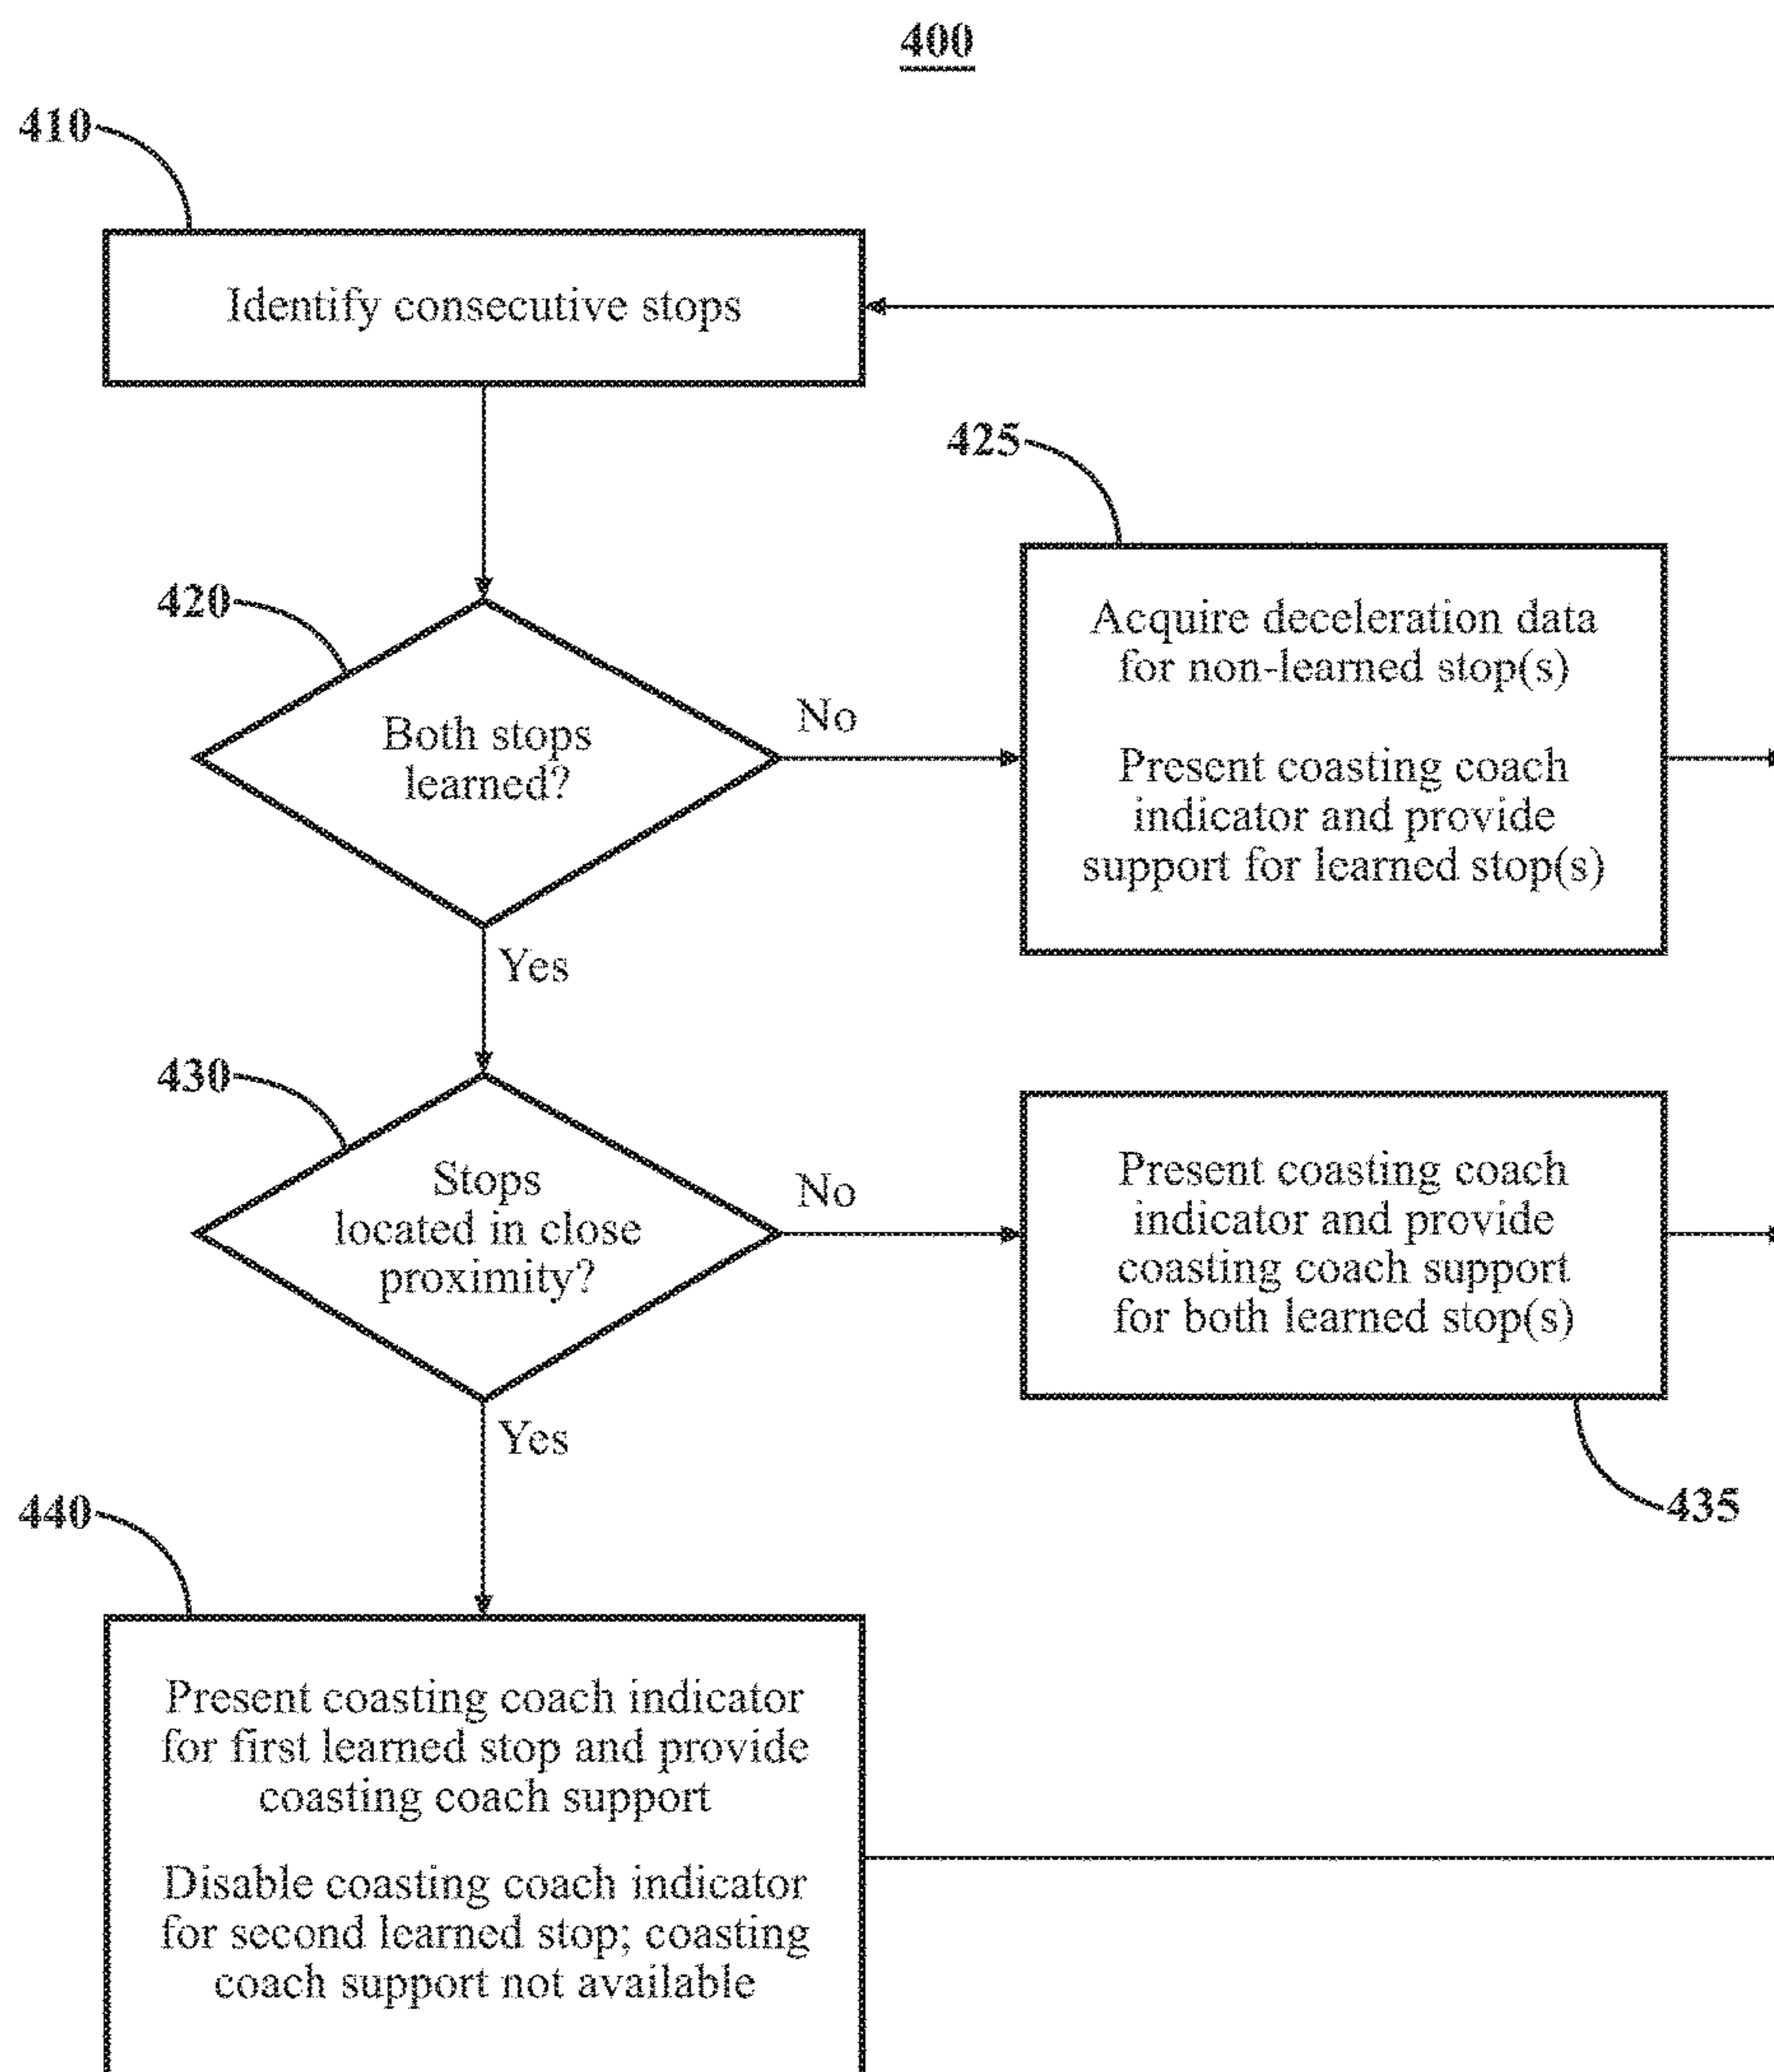 400
410
Identify consecutive stops
425
420
Acquire deceleration data
for non-learned stop(s)
Both stops
learned?
No
Present coasting coach
indicator and provide
support for learned stop(s)
Yes
430
Stops
located in close
proximity?
No
Present coasting coach
indicator and provide
coasting coach support
for both learned stop(s)
Yes
435
440
Present coasting coach indicator
for first learned stop and provide
coasting coach support
Disable coasting coach indicator
for second learned stop; coasting
coach support not available